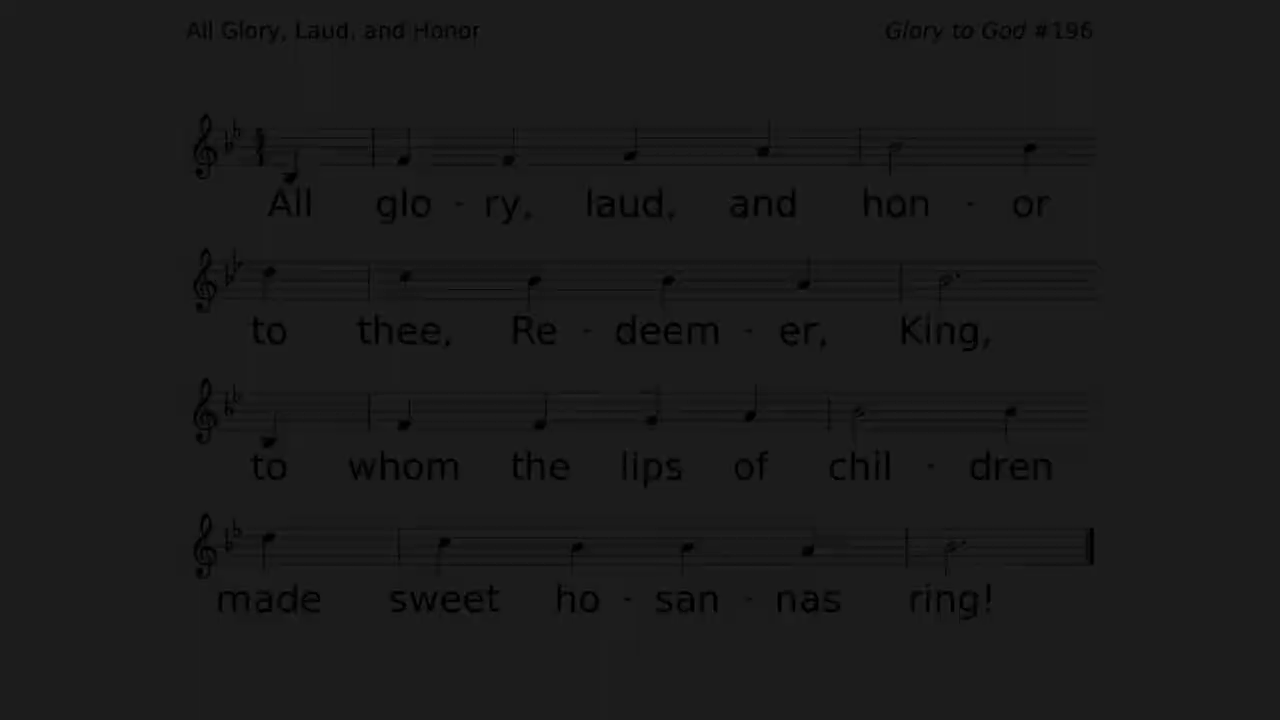 All Glory, Laud, and Honor
Glory to God #196
All glo - ry, laud, and hon - or
to thee, Re - deem - er, King,
to whom the lips of chil - dren
made sweet ho - san - nas ring!